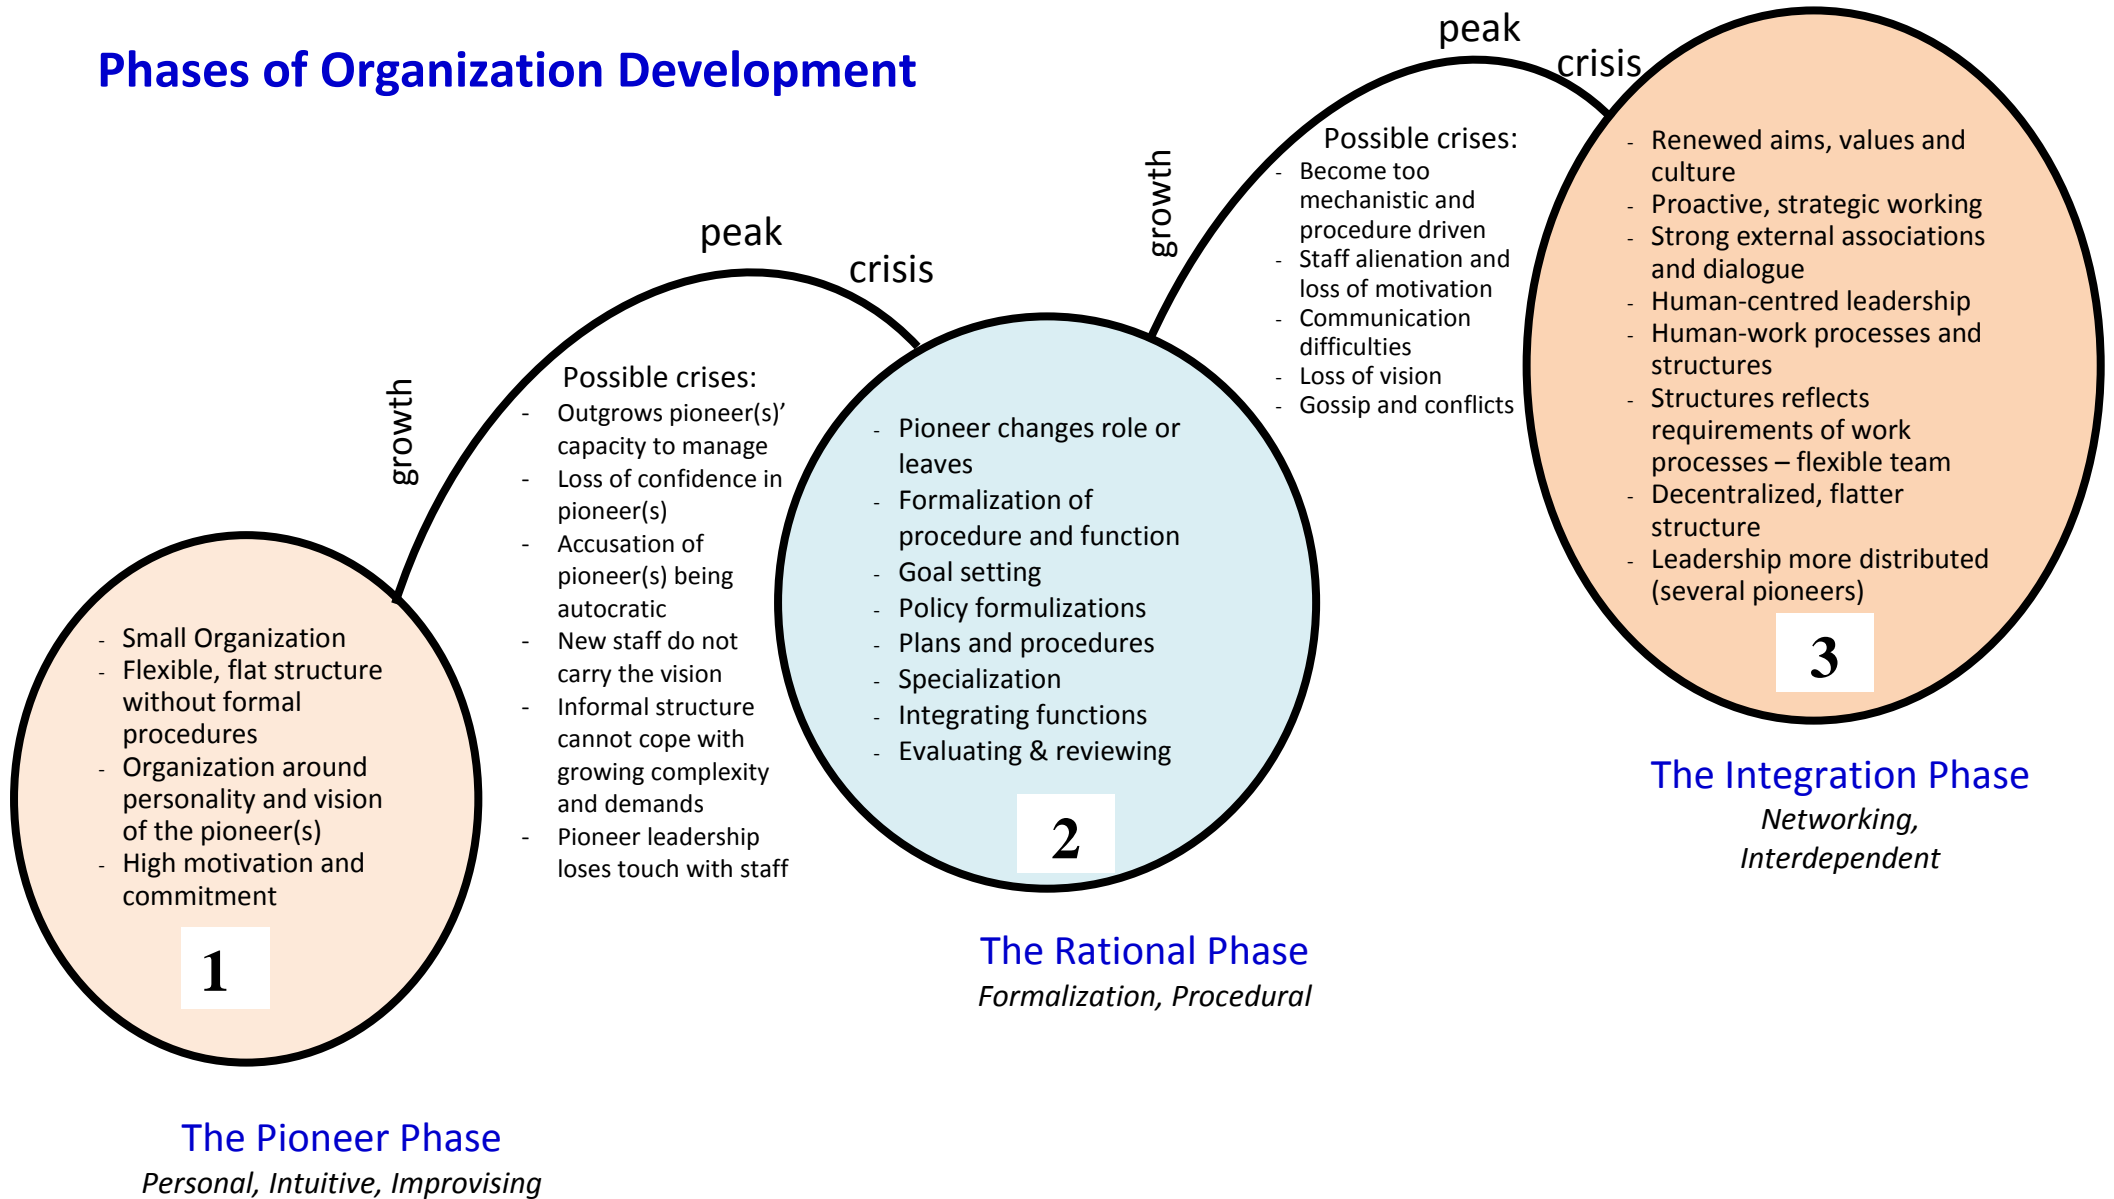 Phases of Organization Development
growth
peak
crisis
growth
peak
crisis
- Small Organization
- Flexible, flat structure
without formal
procedures
- Organization around
personality and vision
of the pioneer(s)
- High motivation and
commitment
1
The Pioneer Phase
Personal, Intuitive, Improvising
Possible crises:
- Outgrows pioneer(s)’
capacity to manage
- Loss of confidence in
pioneer(s)
- Accusation of
pioneer(s) being
autocratic
- New staff do not
carry the vision
- Informal structure
cannot cope with
growing complexity
and demands
- Pioneer leadership
loses touch with staff
- Pioneer changes role or
leaves
- Formalization of
procedure and function
- Goal setting
- Policy formulizations
- Plans and procedures
- Specialization
- Integrating functions
- Evaluating & reviewing
2
The Rational Phase
Formalization, Procedural
Possible crises:
- Become too
mechanistic and
procedure driven
- Staff alienation and
loss of motivation
- Communication
difficulties
- Loss of vision
- Gossip and conflicts
- Renewed aims, values and
culture
- Proactive, strategic working
- Strong external associations
and dialogue
- Human-centred leadership
- Human-work processes and
structures
- Structures reflects
requirements of work
processes – flexible team
- Decentralized, flatter
structure
- Leadership more distributed
(several pioneers)
3
The Integration Phase
Networking,
Interdependent